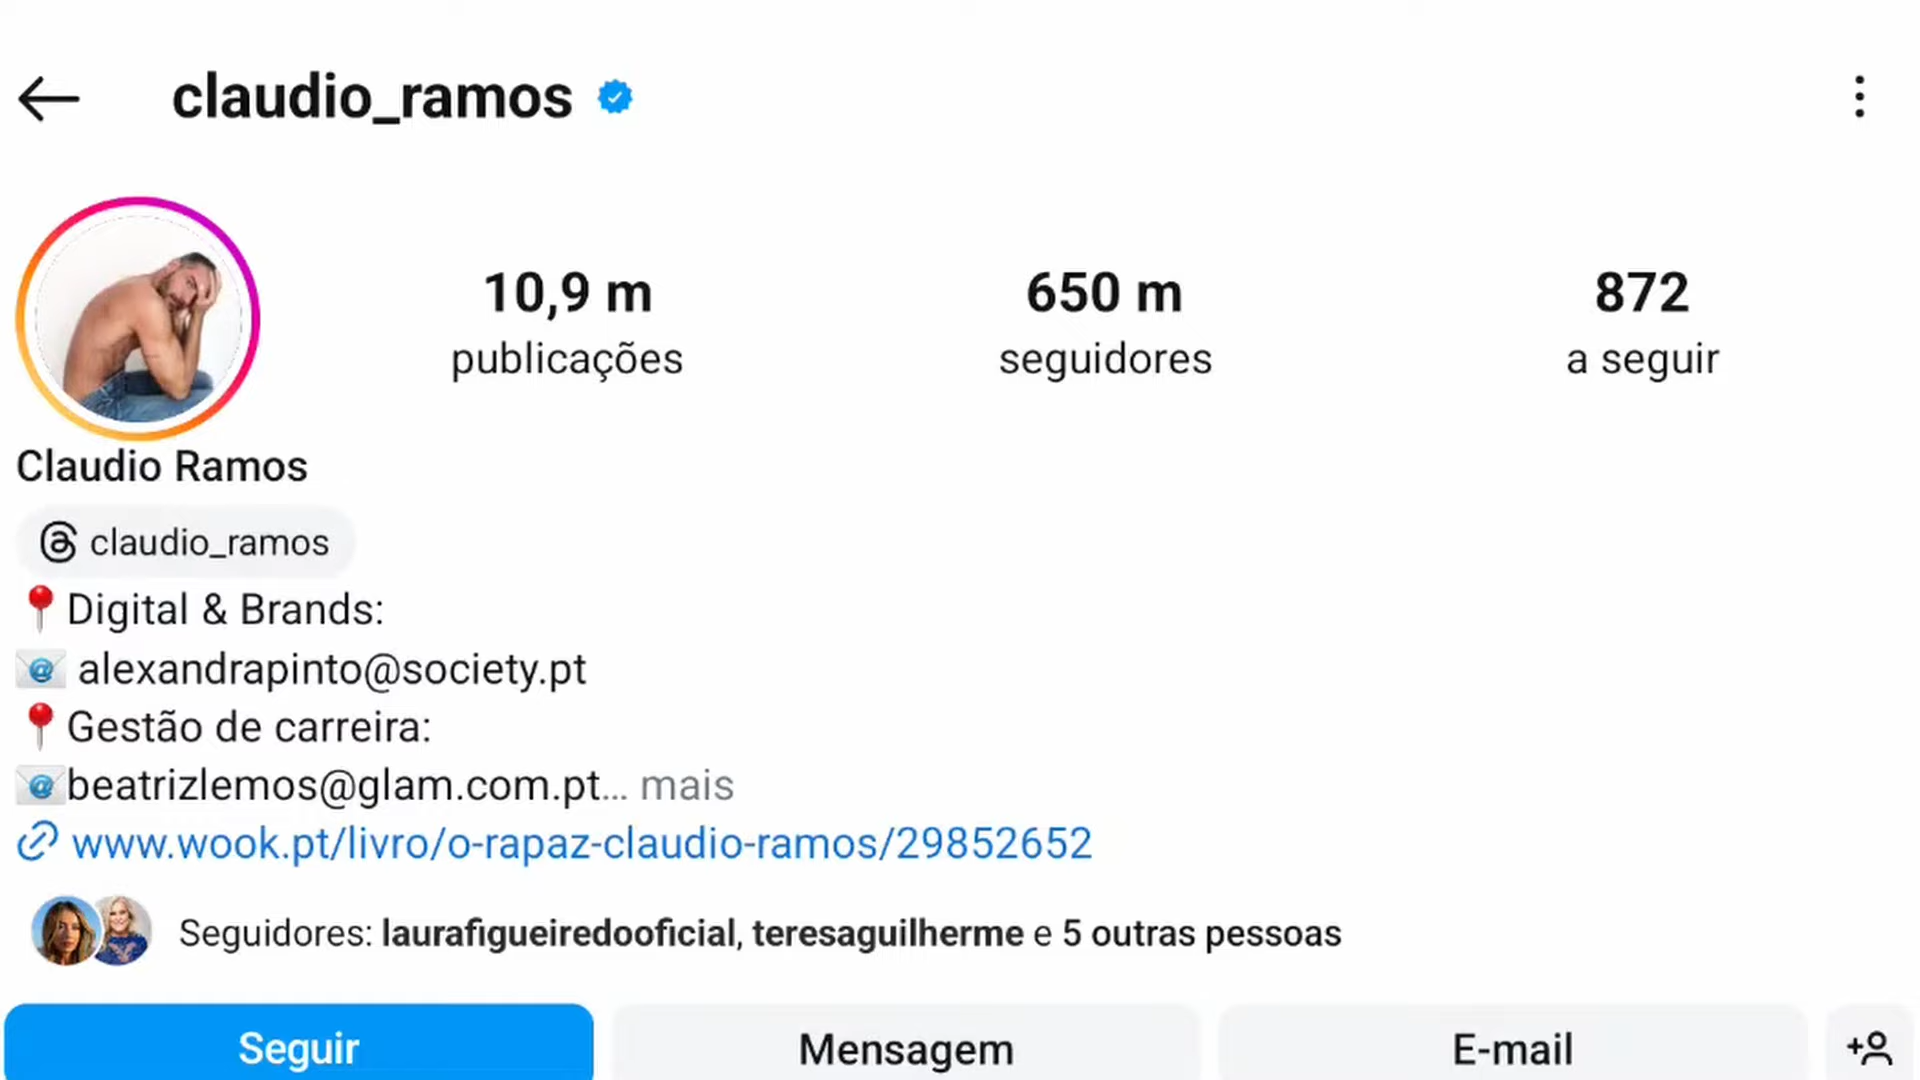 claudio_ramos
10,9 m
publicações
650 m
seguidores
872
a seguir
Claudio Ramos
claudio_ramos
Digital & Brands:
alexandrapinto@society.pt
Gestão de carreira:
beatrizlemos@glam.com.pt... mais
www.wook.pt/livro/o-rapaz-claudio-ramos/29852652
Seguidores: laurafigueiredooficial, teresaguilherme e 5 outras pessoas
Seguir
Mensagem
E-mail